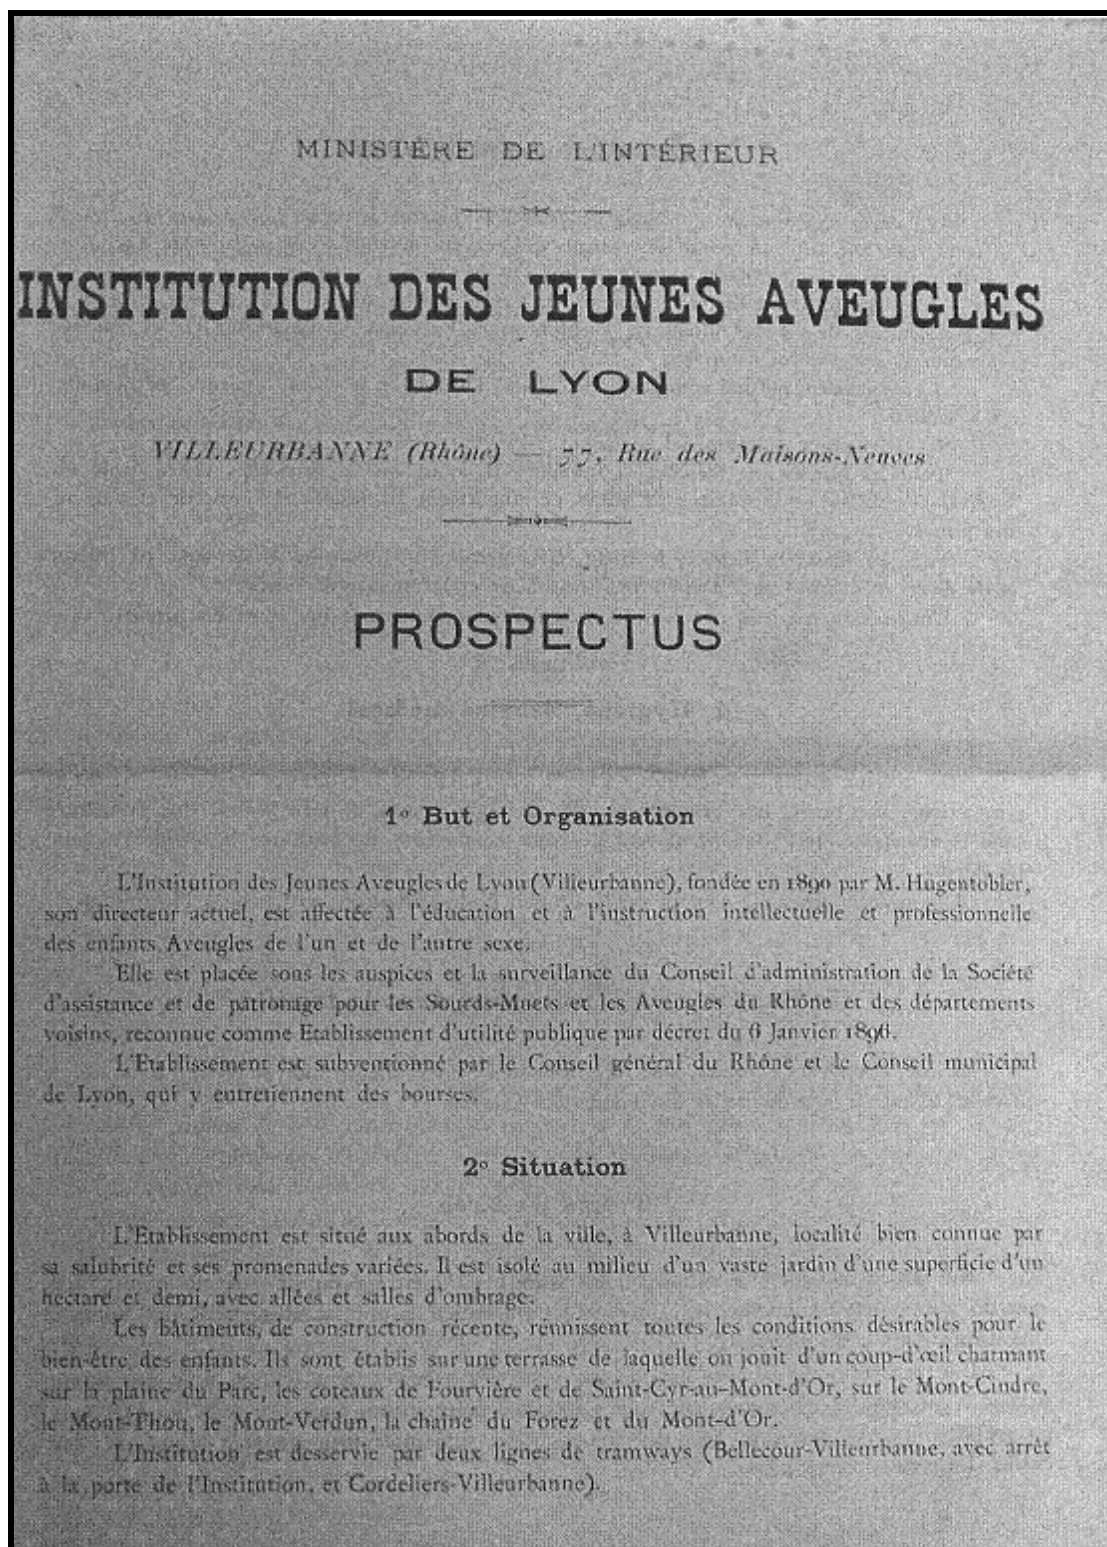 MINISTÈRE DE L'INTÉRIEUR
INSTITUTION DES JEUNES AVEUGLES
DE LYON
VILLEURBANNE (Rhône) — 77, Rue des Maisons-Neuves
PROSPECTUS
1° But et Organisation
L'Institution des Jeunes Aveugles de Lyon (Villeurbanne), fondée en 1890 par M. Hugentobler,
son directeur actuel, est affectée à l'éducation et à l'instruction intellectuelle et professionnelle
des enfants Aveugles de l'un et de l'autre sexe.
Elle est placée sous les auspices et la surveillance du Conseil d'administration de la Société
d'assistance et de patronage pour les Sourds-Muets et les Aveugles du Rhône et des départements
voisins, reconnue comme Etablissement d'utilité publique par décret du 6 Janvier 1896.
L'Etablissement est subventionné par le Conseil général du Rhône et le Conseil municipal
de Lyon, qui y entretiennent des bourses.
2° Situation
L'Etablissement est situé aux abords de la ville, à Villeurbanne, localité bien connue par
sa salubrité et ses promenades variées. Il est isolé au milieu d'un vaste jardin d'une superficie d'un
hectare et demi, avec allées et salles d'ombrage.
Les bâtiments, de construction récente, réunissent toutes les conditions désirables pour le
bien-être des enfants. Ils sont établis sur une terrasse de laquelle on jouit d'un coup-d'œil charmant
sur la plaine du Parc, les coteaux de Fourvière et de Saint-Cyr-au-Mont-d'Or, sur le Mont-Cindre,
le Mont-Thou, le Mont-Verdun, la chaîne du Forez et du Mont-d'Or.
L'Institution est desservie par deux lignes de tramways (Bellecour-Villeurbanne, avec arrêt
à la porte de l'Institution, et Cordeliers-Villeurbanne).